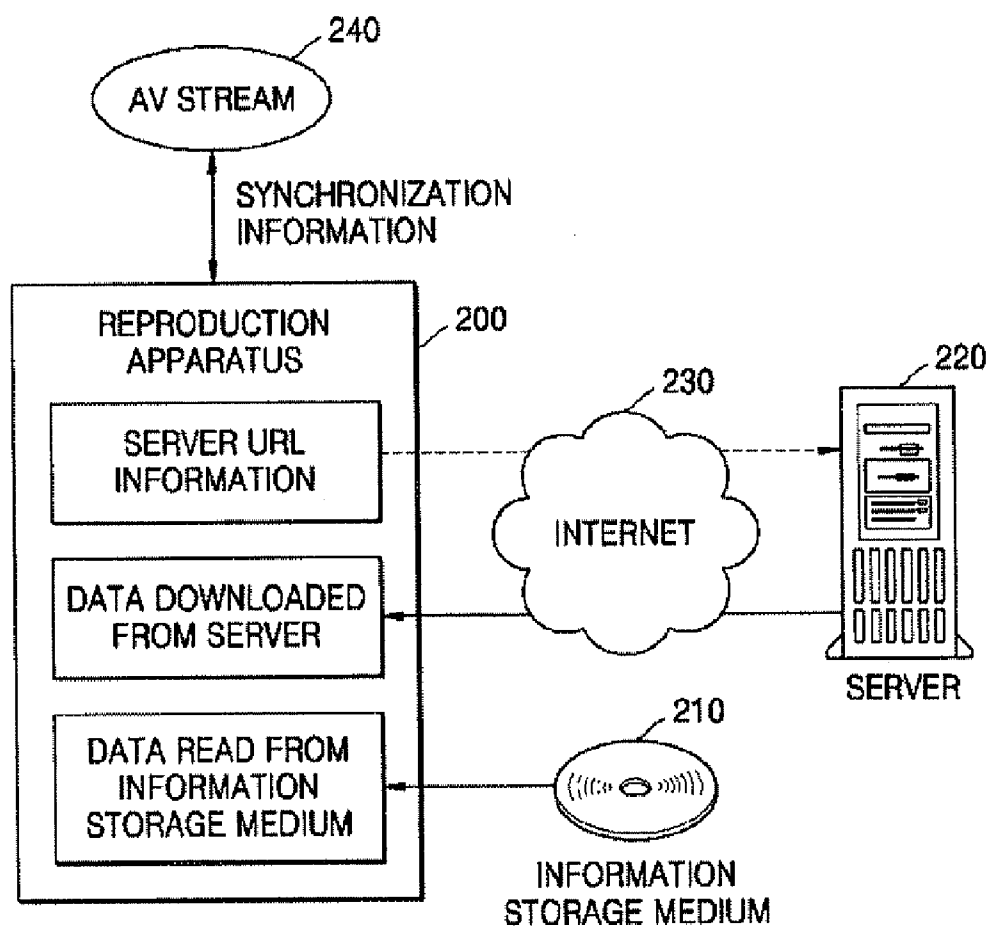 240
AV STREAM
SYNCHRONIZATION
INFORMATION
REPRODUCTION
APPARATUS
200
SERVER URL
INFORMATION
230
220
INTERNET
DATA DOWNLOADED
FROM SERVER
SERVER
DATA READ FROM
INFORMATION
STORAGE MEDIUM
210
INFORMATION
STORAGE MEDIUM